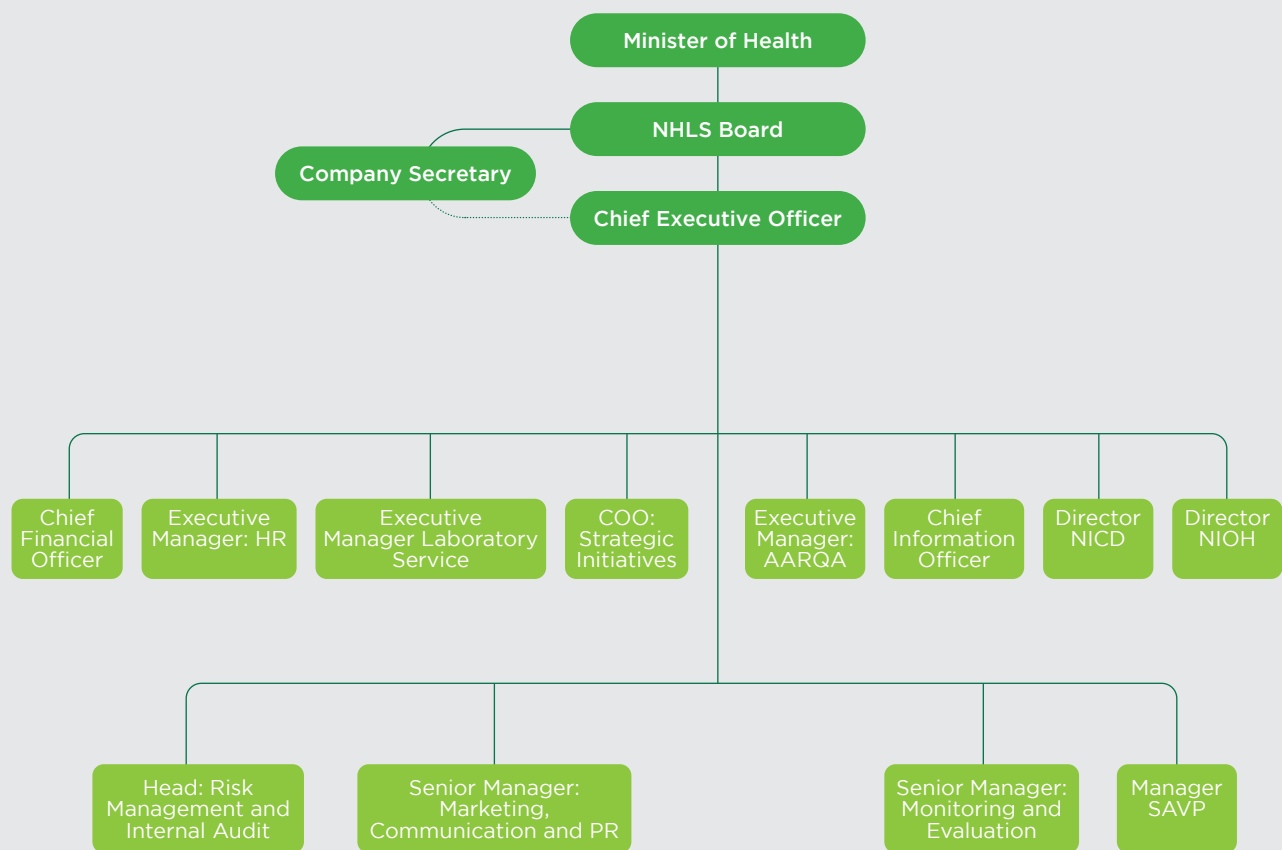 Minister of Health
NHLS Board
Company Secretary
Chief Executive Officer
Chief
Financial
Officer
Executive
Manager: HR
Executive
Manager Laboratory
Service
COO:
Strategic
Initiatives
Executive
Manager:
AARQA
Chief
Information
Officer
Director
NICD
Director
NIOH
Head: Risk
Management and
Internal Audit
Senior Manager:
Marketing,
Communication and PR
Senior Manager:
Monitoring and
Evaluation
Manager
SAVP